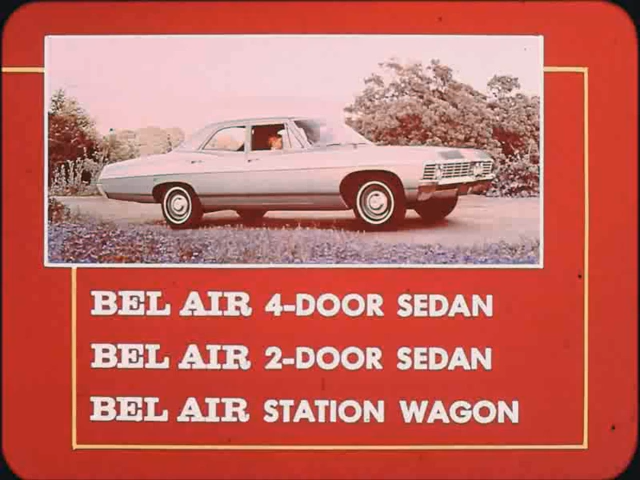 BEL AIR 4-DOOR SEDAN
BEL AIR 2-DOOR SEDAN
BEL AIR STATION WAGON